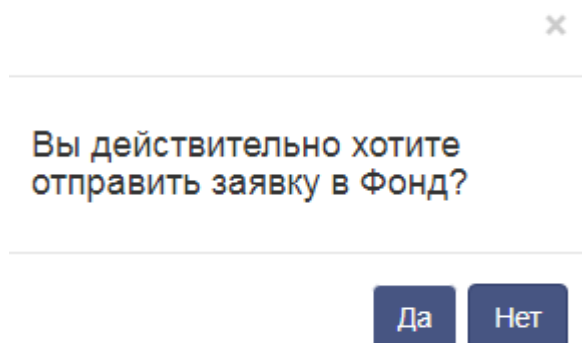 ×
Вы действительно хотите
отправить заявку в Фонд?
Да Нет